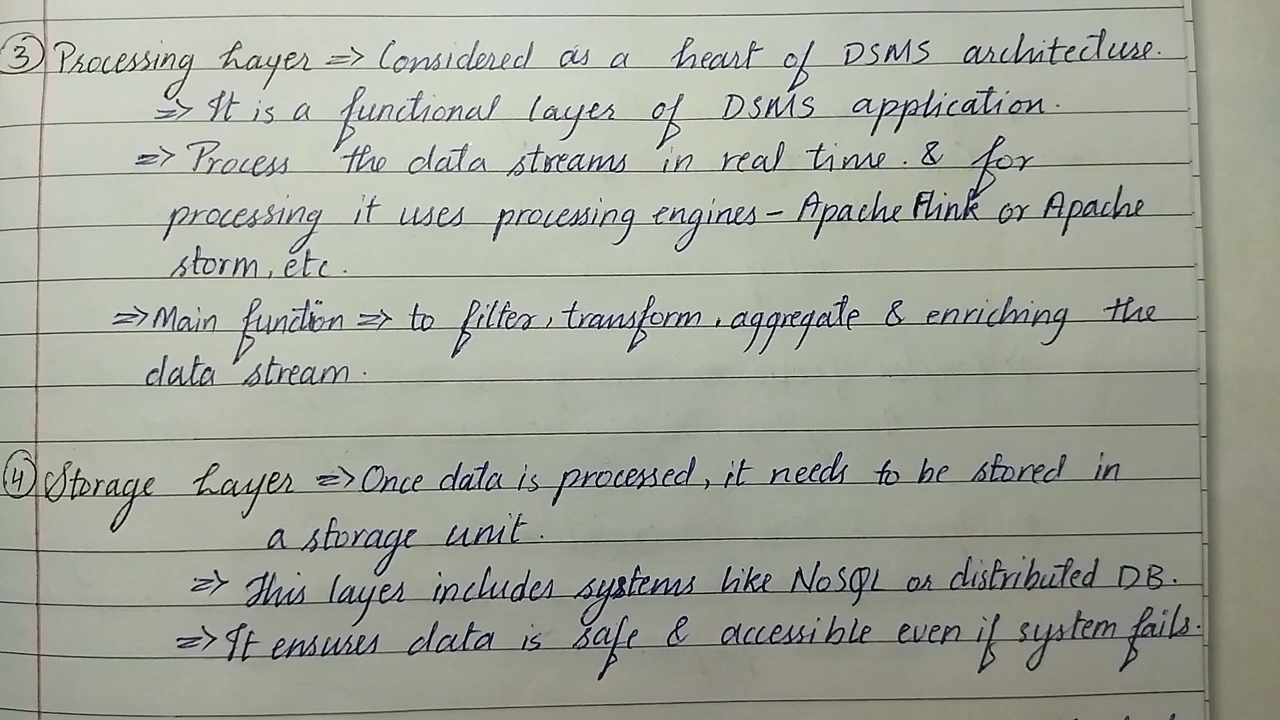 ③ Processing Layer => Considered as a heart of DSMS architecture.
=> It is a functional layer of DSMS application.
=> Process the data streams in real time. & for
processing it uses processing engines – Apache Flink or Apache
storm, etc.
=> Main function => to filter, transform, aggregate & enriching the
data stream.
④ Storage Layer => Once data is processed, it needs to be stored in
a storage unit.
=> This layer includes systems like NoSQL or distributed DB.
=> It ensures data is safe & accessible even if system fails.